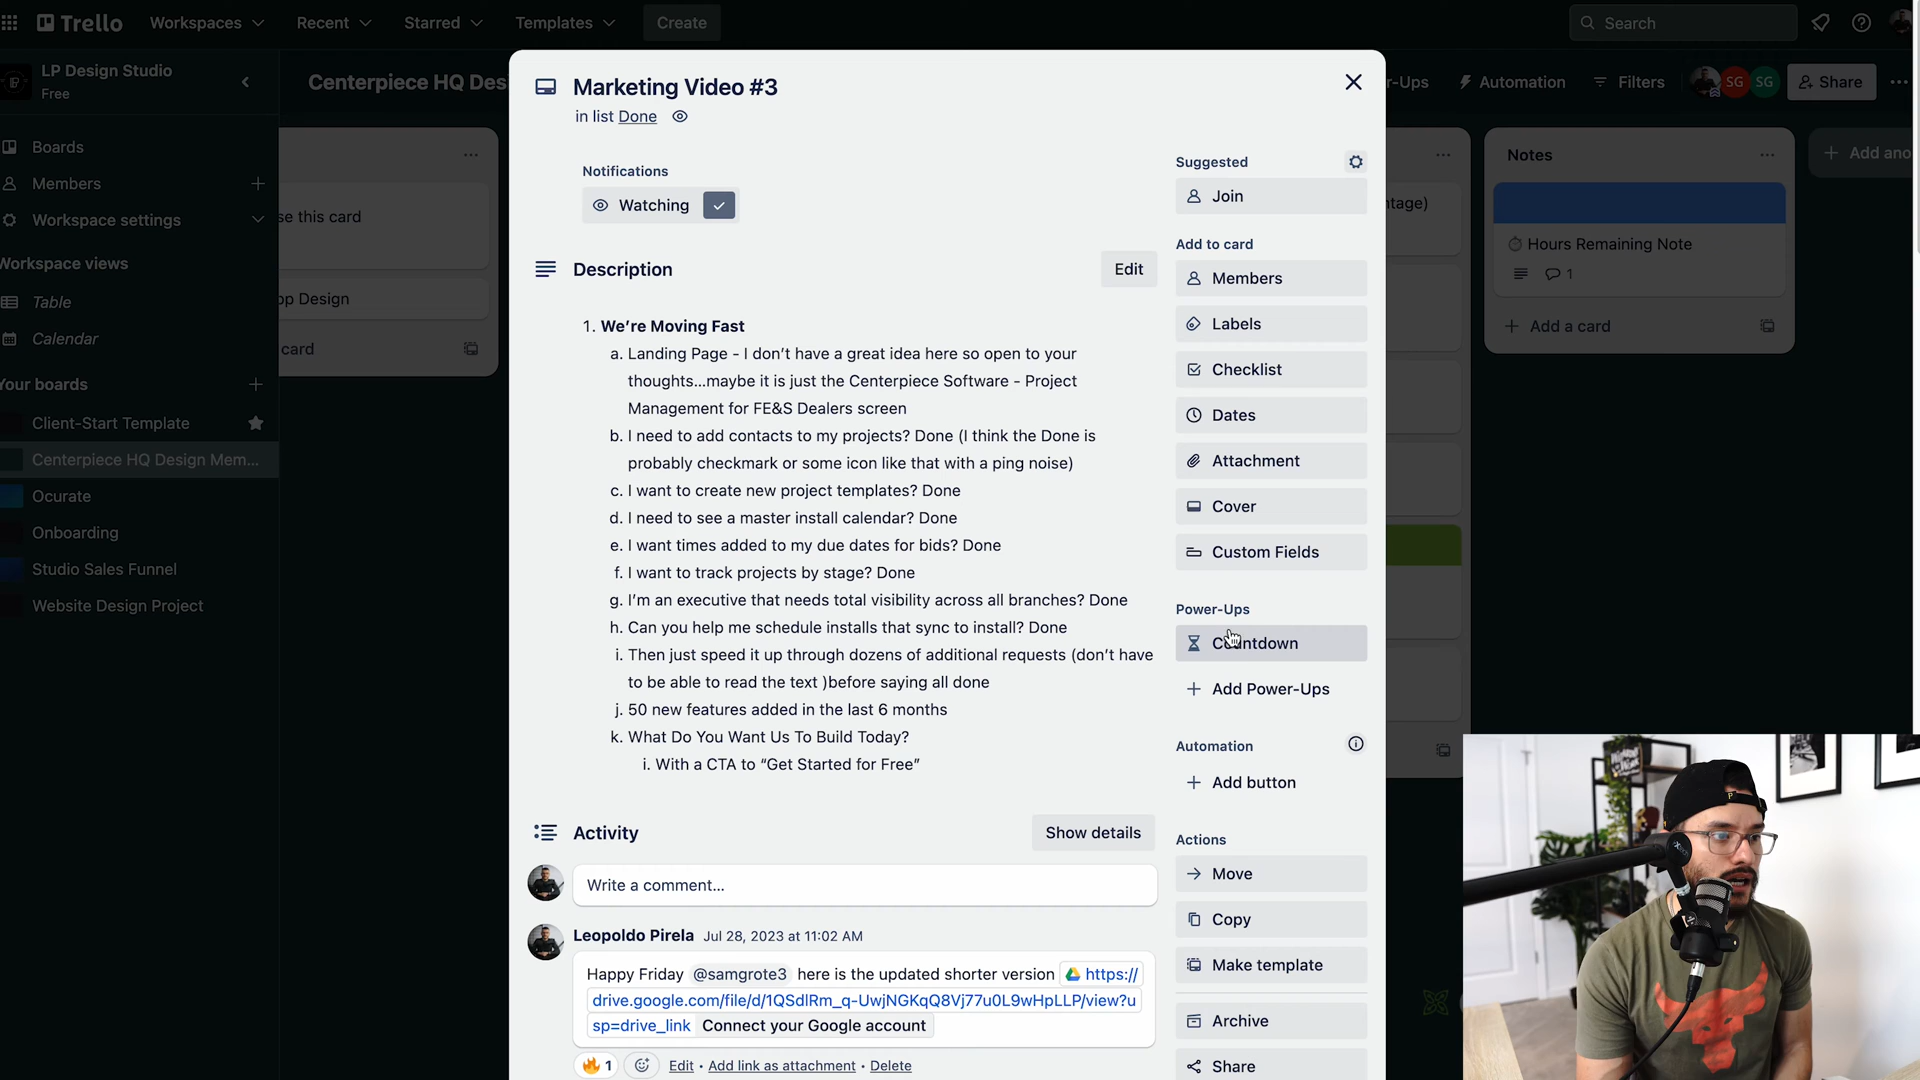 Trello
Workspaces
Recent
Starred
Templates
Create
Search
LP Design Studio
Free
Centerpiece HQ Des
r-Ups
Automation
Filters
SG
SG
Share
Boards
Members
Workspace settings
Workspace views
Table
Calendar
Your boards
Client-Start Template
Centerpiece HQ Design Mem...
Ocurate
Onboarding
Studio Sales Funnel
Website Design Project
se this card
op Design
card
Marketing Video #3
in list Done
Notifications
Watching
Description
Edit
1. We're Moving Fast
a. Landing Page - I don't have a great idea here so open to your
thoughts...maybe it is just the Centerpiece Software - Project
Management for FE&S Dealers screen
b. I need to add contacts to my projects? Done (I think the Done is
probably checkmark or some icon like that with a ping noise)
c. I want to create new project templates? Done
d. I need to see a master install calendar? Done
e. I want times added to my due dates for bids? Done
f. I want to track projects by stage? Done
g. I'm an executive that needs total visibility across all branches? Done
h. Can you help me schedule installs that sync to install? Done
i. Then just speed it up through dozens of additional requests (don't have
to be able to read the text )before saying all done
j. 50 new features added in the last 6 months
k. What Do You Want Us To Build Today?
i. With a CTA to “Get Started for Free”
Activity
Show details
Write a comment...
Leopoldo Pirela Jul 28, 2023 at 11:02 AM
Happy Friday @samgrote3 here is the updated shorter version https://
drive.google.com/file/d/1QSdlRm_q-UwjNGKqQ8Vj77u0L9wHpLLP/view?u
sp=drive_link Connect your Google account
1
Edit • Add link as attachment • Delete
Suggested
Join
Add to card
Members
Labels
Checklist
Dates
Attachment
Cover
Custom Fields
Power-Ups
Countdown
Add Power-Ups
Automation
Add button
Actions
Move
Copy
Make template
Archive
Share
ntage)
Notes
Hours Remaining Note
1
Add a card
Add ano